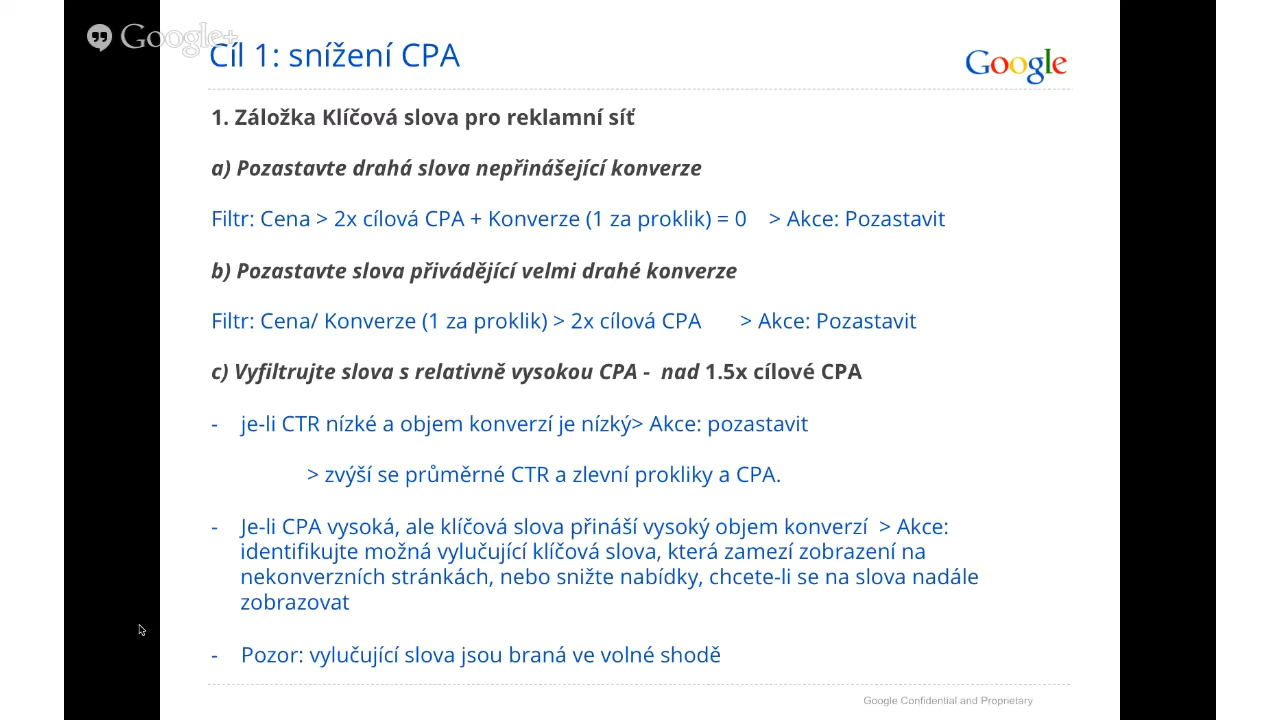 Google+
Cíl 1: snížení CPA
Google
1. Záložka Klíčová slova pro reklamní síť
a) Pozastavte drahá slova nepřinášející konverze
Filtr: Cena > 2x cílová CPA + Konverze (1 za proklik) = 0 > Akce: Pozastavit
b) Pozastavte slova přivádějící velmi drahé konverze
Filtr: Cena/ Konverze (1 za proklik) > 2x cílová CPA > Akce: Pozastavit
c) Vyfiltrujte slova s relativně vysokou CPA - nad 1.5x cílové CPA
- je-li CTR nízké a objem konverzí je nízký> Akce: pozastavit
> zvýší se průměrné CTR a zlevní prokliky a CPA.
- Je-li CPA vysoká, ale klíčová slova přináší vysoký objem konverzí > Akce:
identifikujte možná vylučující klíčová slova, která zamezí zobrazení na
nekonverzních stránkách, nebo snižte nabídky, chcete-li se na slova nadále
zobrazovat
- Pozor: vylučující slova jsou braná ve volné shodě
Google Confidential and Proprietary